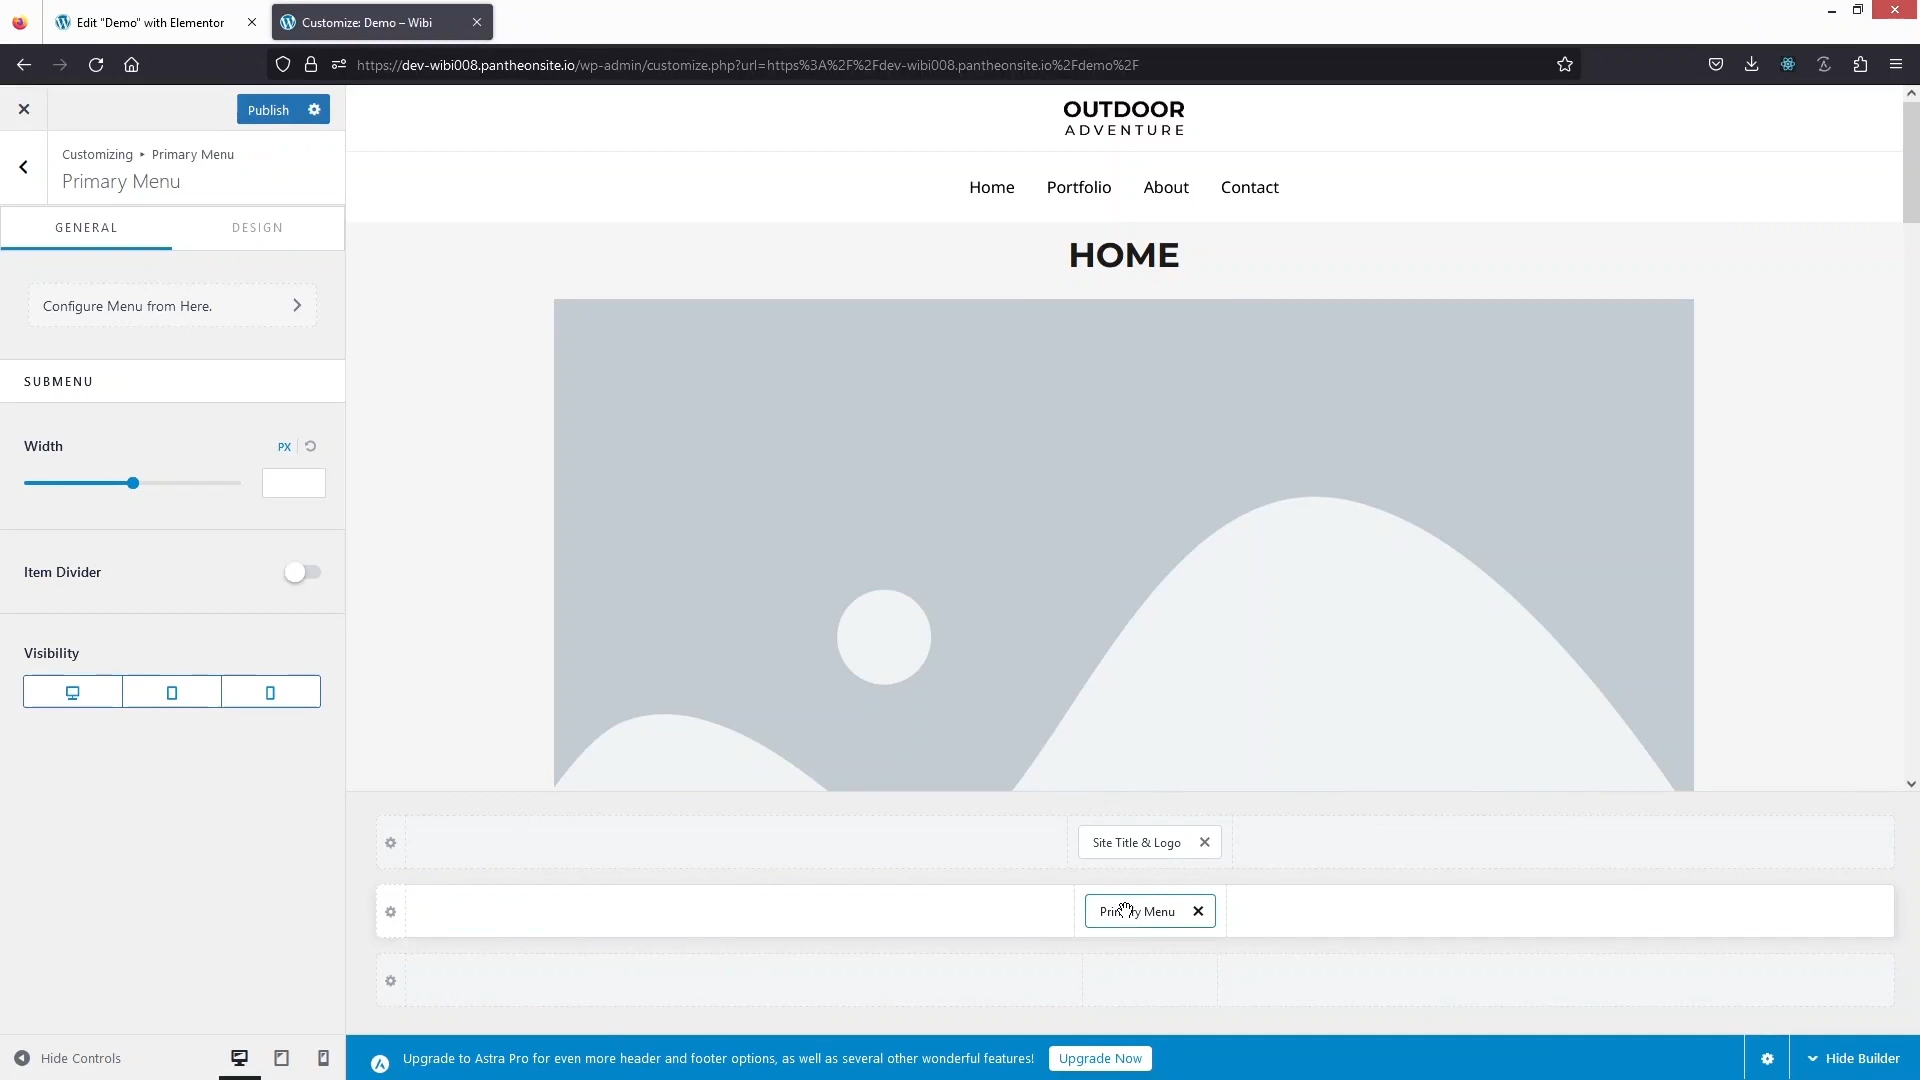 Edit "Demo" with Elementor
Customize: Demo – Wibi
https://dev-wibi008.pantheonsite.io/wp-admin/customize.php?url=https%3A%2F%2Fdev-wibi008.pantheonsite.io%2Fdemo%2F
Publish
Customizing ▸ Primary Menu
Primary Menu
GENERAL
DESIGN
Configure Menu from Here.
SUBMENU
Width
PX
Item Divider
Visibility
Hide Controls
OUTDOOR
ADVENTURE
Home Portfolio About Contact
HOME
Site Title & Logo
Primary Menu
Upgrade to Astra Pro for even more header and footer options, as well as several other wonderful features!
Upgrade Now
Hide Builder